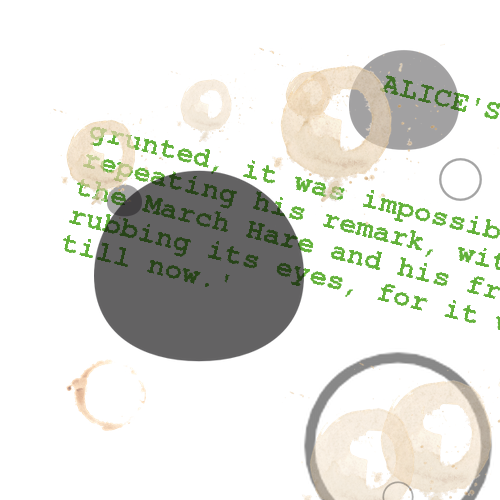 ALICE'S
grunted, it was impossib
repeating his remark, wit
the March Hare and his fr
rubbing its eyes, for it
till now.'